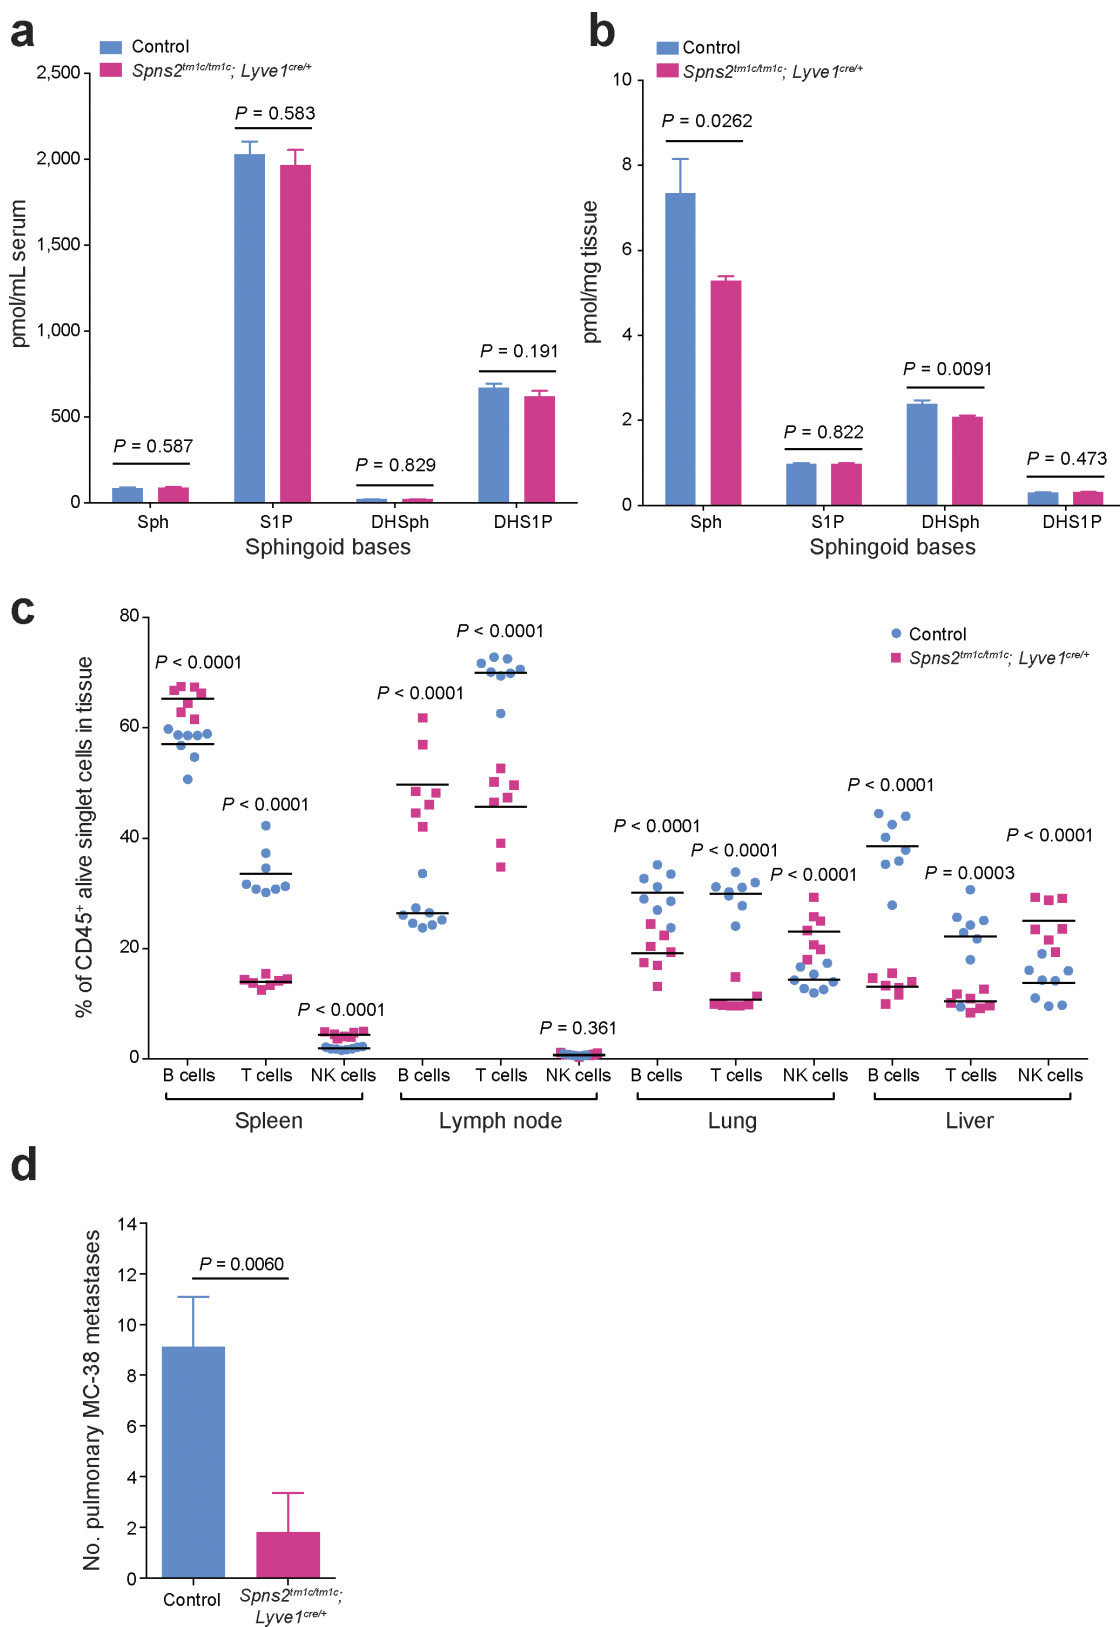 a
Control
Spns2tm1c/tm1c; Lyve1cre/+
2,500
2,000
1,500
1,000
500
0
pmol/mL serum
P = 0.587
P = 0.583
P = 0.829
P = 0.191
Sph S1P DHSph DHS1P
Sphingoid bases
b
Control
Spns2tm1c/tm1c; Lyve1cre/+
10
8
6
4
2
0
pmol/mg tissue
P = 0.0262
P = 0.822
P = 0.0091
P = 0.473
Sph S1P DHSph DHS1P
Sphingoid bases
c
Control
Spns2tm1c/tm1c; Lyve1cre/+
80
60
40
20
0
% of CD45+ alive singlet cells in tissue
P < 0.0001
P < 0.0001
P < 0.0001
P < 0.0001
P < 0.0001
P = 0.361
P < 0.0001
P < 0.0001
P < 0.0001
P < 0.0001
P = 0.0003
P < 0.0001
B cells T cells NK cells B cells T cells NK cells B cells T cells NK cells B cells T cells NK cells
Spleen Lymph node Lung Liver
d
14
12
10
8
6
4
2
0
No. pulmonary MC-38 metastases
P = 0.0060
Control
Spns2tm1c/tm1c;
Lyve1cre/+